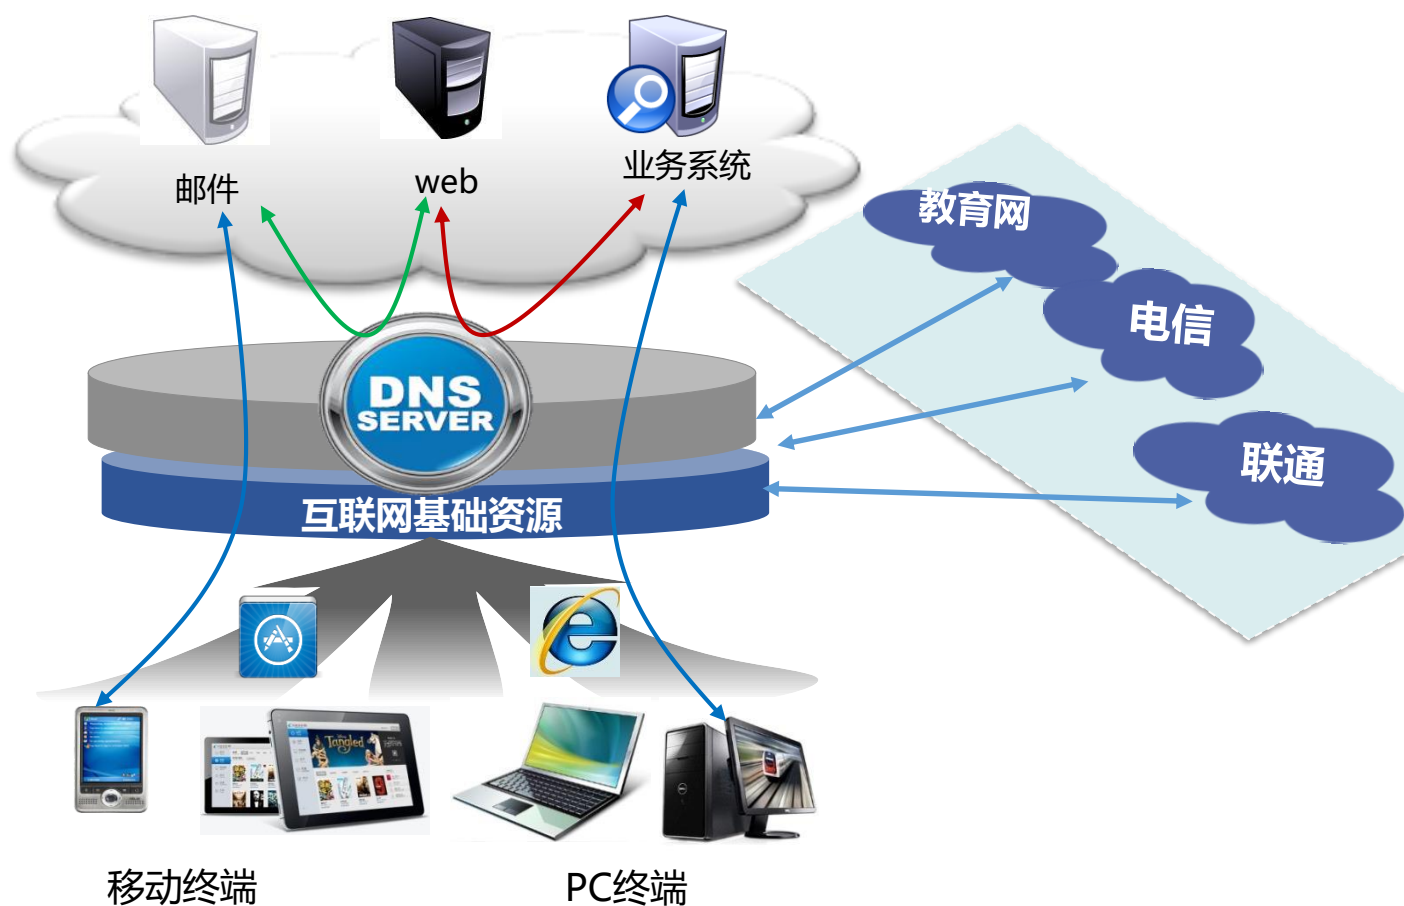 邮件
web
业务系统
教育网
电信
联通
DNS
SERVER
互联网基础资源
Tangled
移动终端
PC终端